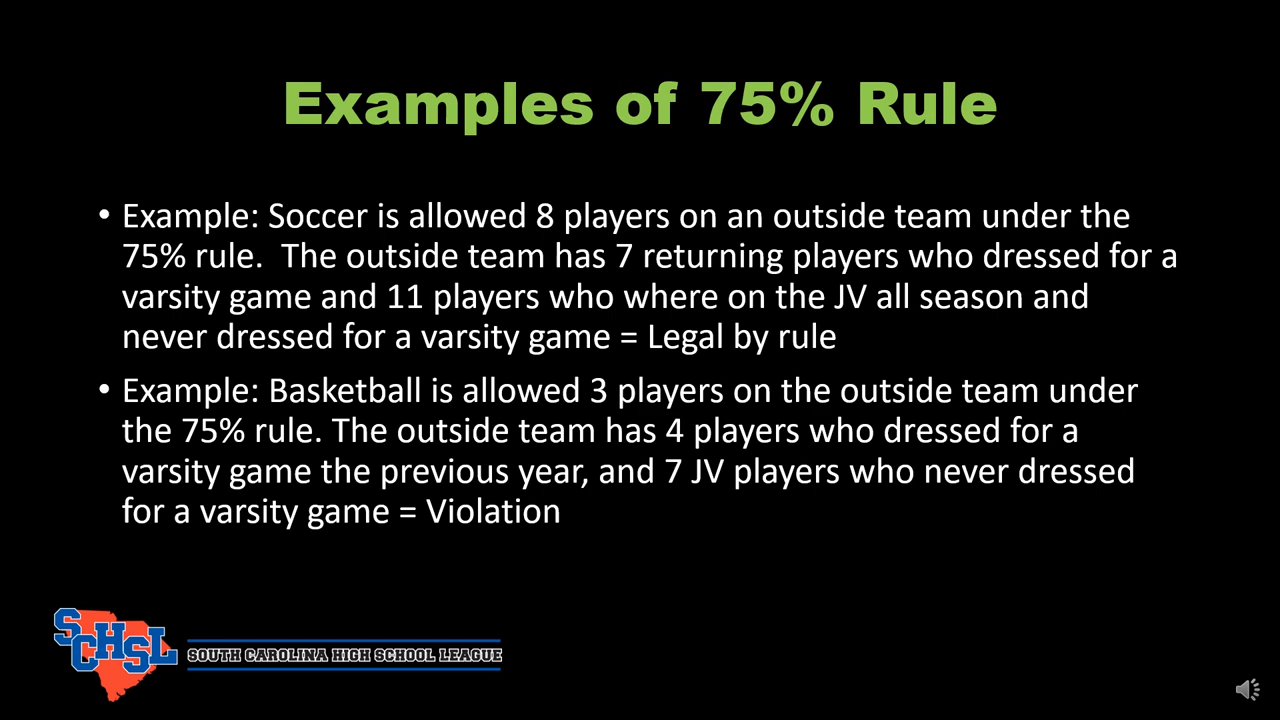 Examples of 75% Rule
• Example: Soccer is allowed 8 players on an outside team under the
75% rule.  The outside team has 7 returning players who dressed for a
varsity game and 11 players who where on the JV all season and
never dressed for a varsity game = Legal by rule
• Example: Basketball is allowed 3 players on the outside team under
the 75% rule. The outside team has 4 players who dressed for a
varsity game the previous year, and 7 JV players who never dressed
for a varsity game = Violation
SCHSL
SOUTH CAROLINA HIGH SCHOOL LEAGUE